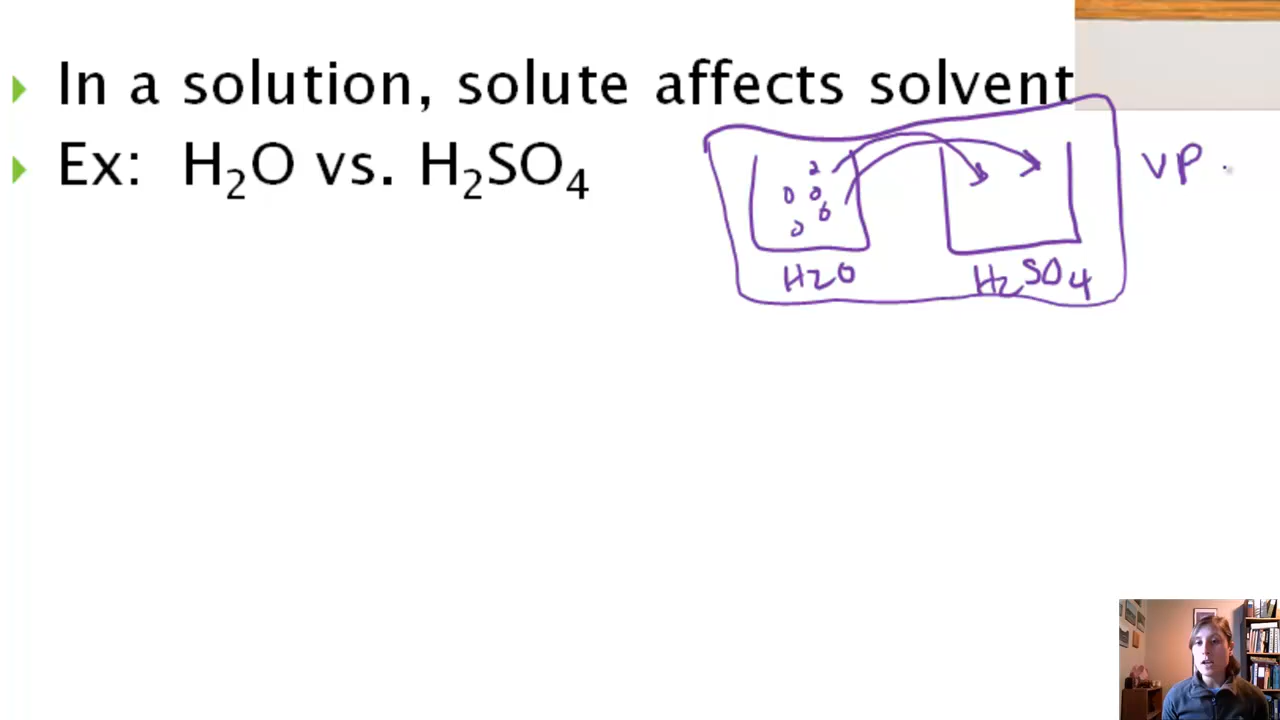 In a solution, solute affects solvent
Ex: H₂O vs. H₂SO₄
VP
H2O
H₂SO4